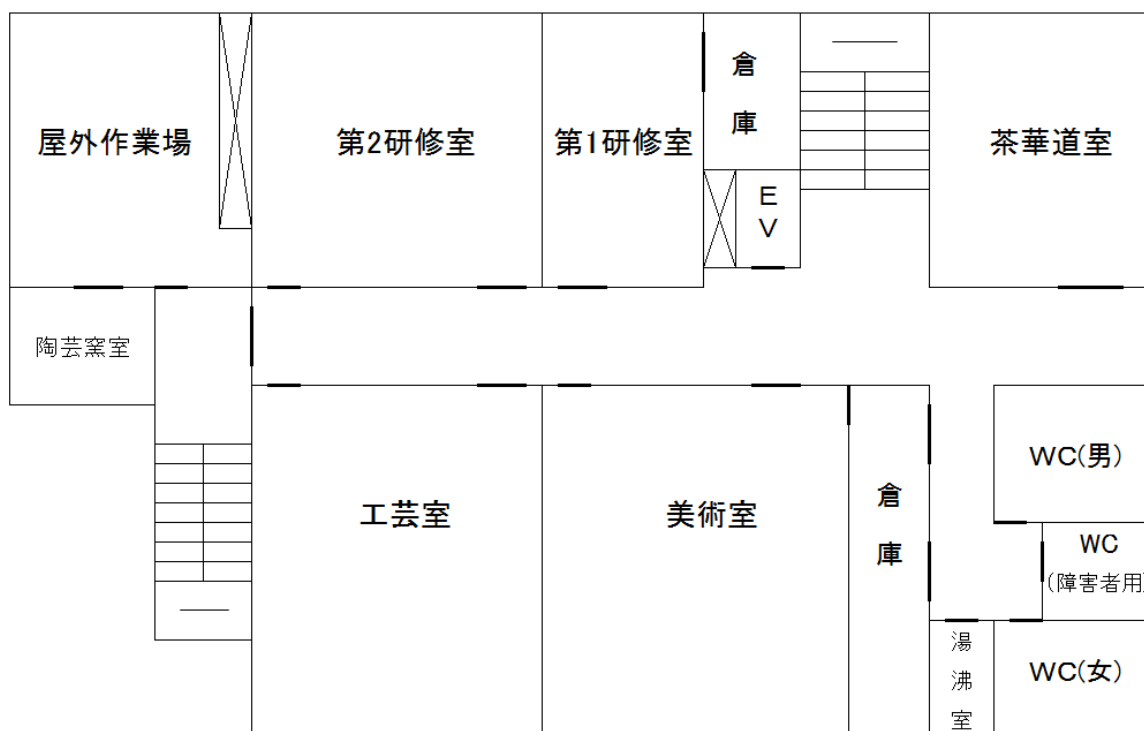 屋外作業場
第2研修室
第1研修室
倉
庫
EV
茶華道室
陶芸窯室
工芸室
美術室
倉
庫
WC(男)
WC
(障害者用)
湯
沸
室
WC(女)